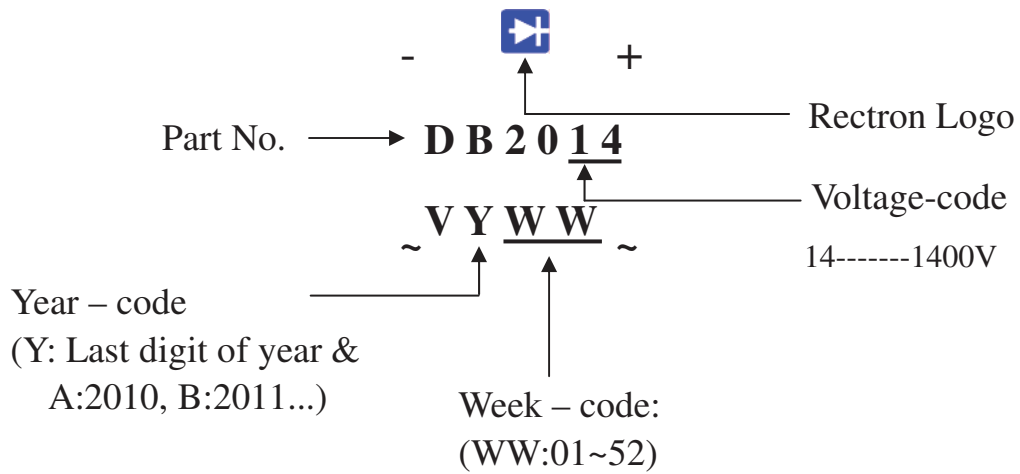 - +
Rectron Logo
Part No. D B 2 0 1 4
Voltage-code
V Y W W
~ ~
14-------1400V
Year – code
(Y: Last digit of year &
A:2010, B:2011...)
Week – code:
(WW:01~52)